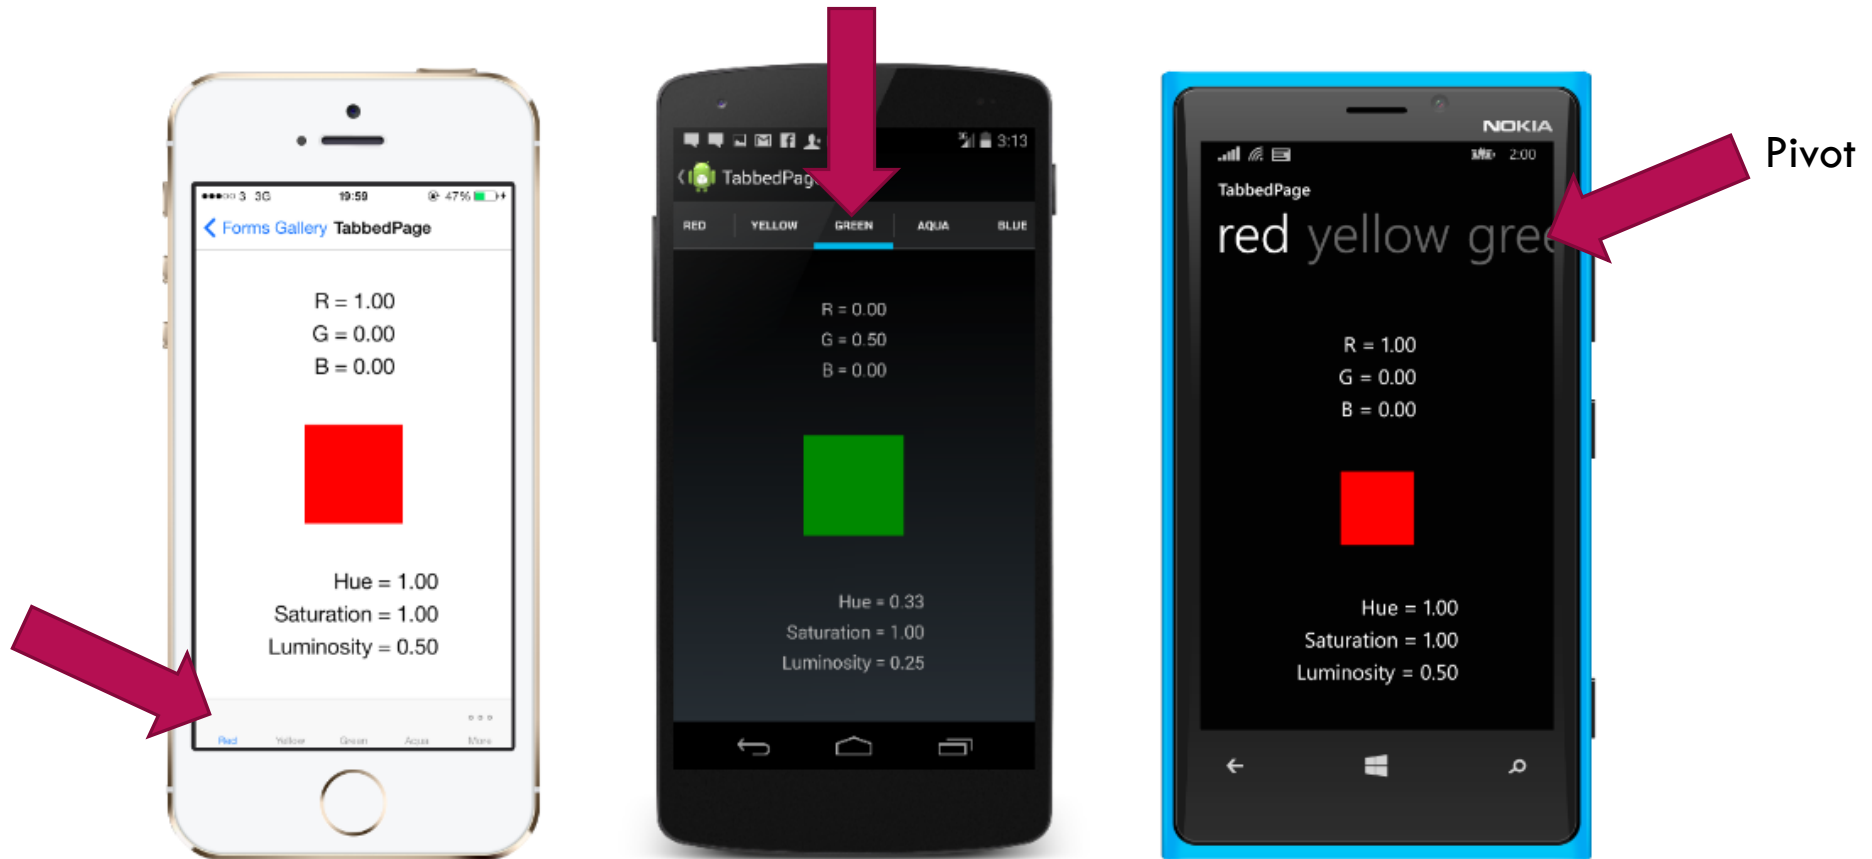 ●●●○○ 3 3G 19:59 47%
Forms Gallery TabbedPage
R = 1.00
G = 0.00
B = 0.00
Hue = 1.00
Saturation = 1.00
Luminosity = 0.50
Red Yellow Green Aqua More
3G 3:13
TabbedPag
RED YELLOW GREEN AQUA BLUE
R = 0.00
G = 0.50
B = 0.00
Hue = 0.33
Saturation = 1.00
Luminosity = 0.25
NOKIA
2:00
TabbedPage
red yellow gree
R = 1.00
G = 0.00
B = 0.00
Hue = 1.00
Saturation = 1.00
Luminosity = 0.50
Pivot